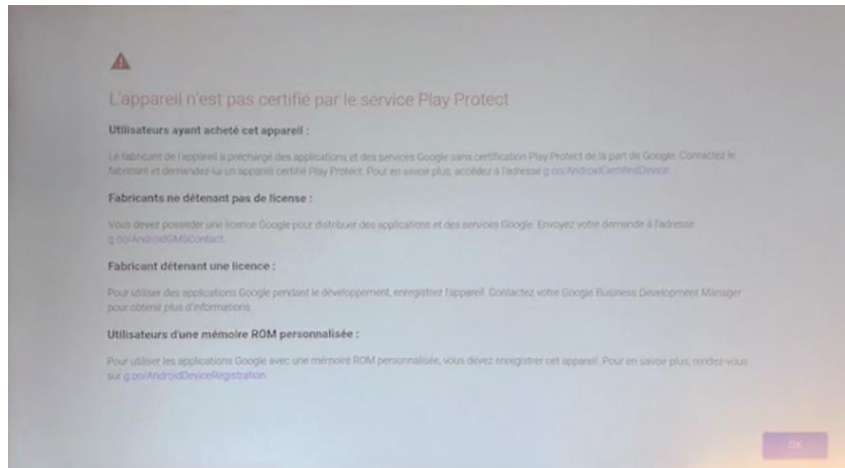 L'appareil n'est pas certifié par le service Play Protect
Utilisateurs ayant acheté cet appareil :
Le fabricant de l'appareil a préchargé des applications et des services Google sans certification Play Protect de la part de Google. Contactez le
fabricant et demandez-lui un appareil certifié Play Protect. Pour en savoir plus, accédez à l'adresse g.co/AndroidCertifiedDevice.
Fabricants ne détenant pas de license :
Vous devez posséder une licence Google pour distribuer des applications et des services Google. Envoyez votre demande à l'adresse
g.co/AndroidGMSContact.
Fabricant détenant une licence :
Pour utiliser des applications Google pendant le développement, enregistrez l'appareil. Contactez votre Google Business Development Manager
pour obtenir plus d'informations.
Utilisateurs d'une mémoire ROM personnalisée :
Pour utiliser les applications Google avec une mémoire ROM personnalisée, vous devez enregistrer cet appareil. Pour en savoir plus, rendez-vous
sur g.co/AndroidDeviceRegistration.
OK